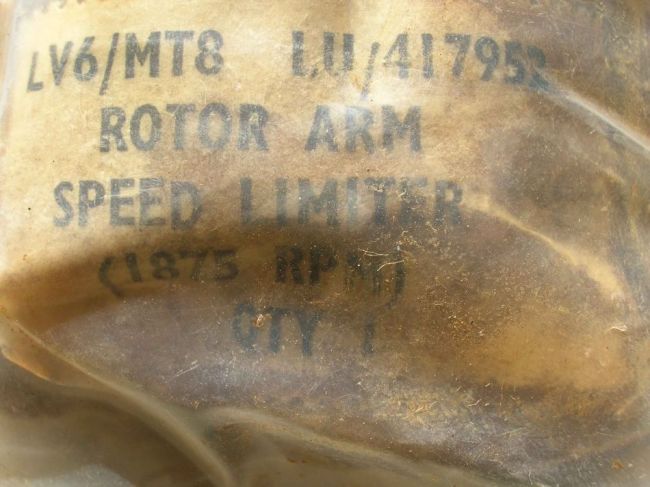 LV6/MT8 LU/417952
ROTOR ARM
SPEED LIMITER
(1875 RPM)
QTY 1